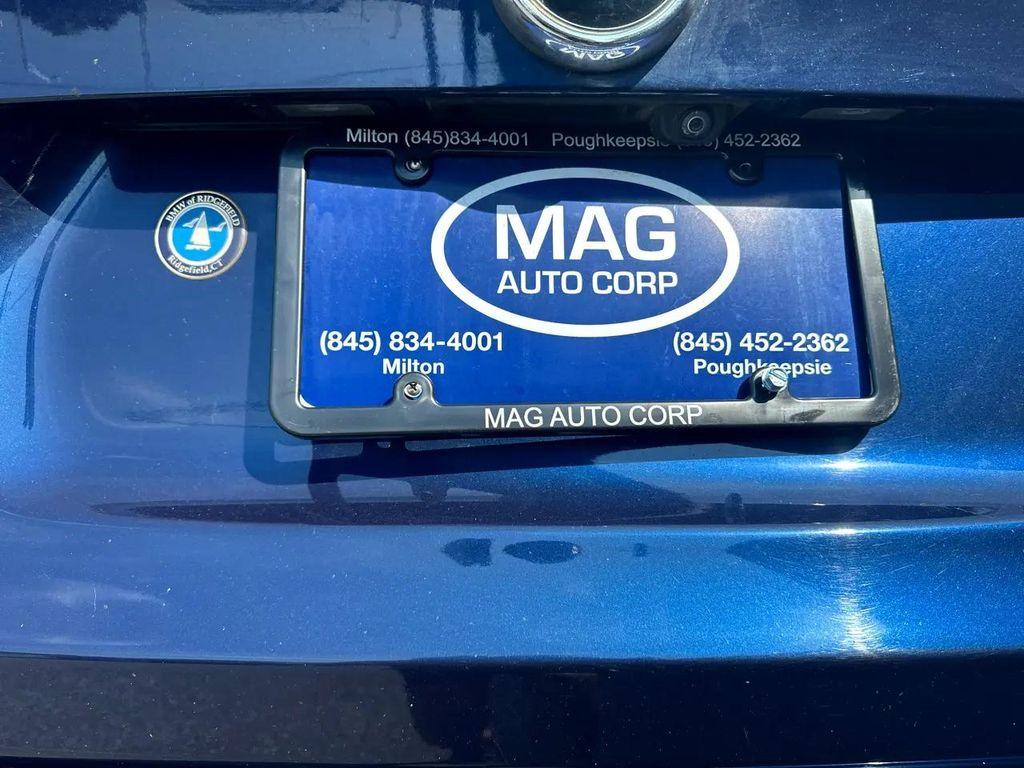 Milton (845)834-4001 Poughkeepsie 452-2362
BMW of RIDGEFIELD
Ridgefield, CT
MAG
AUTO CORP
(845) 834-4001
Milton
(845) 452-2362
Poughkeepsie
MAG AUTO CORP